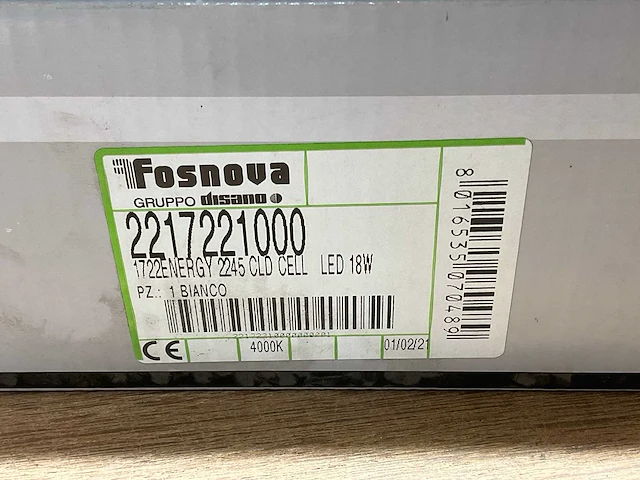 Fosnova
GRUPPO disano
2217221000
1722ENERGY 2245 CLD CELL LED 18W
PZ.: 1 BIANCO
CE
4000K
01/02/21
8016535070489